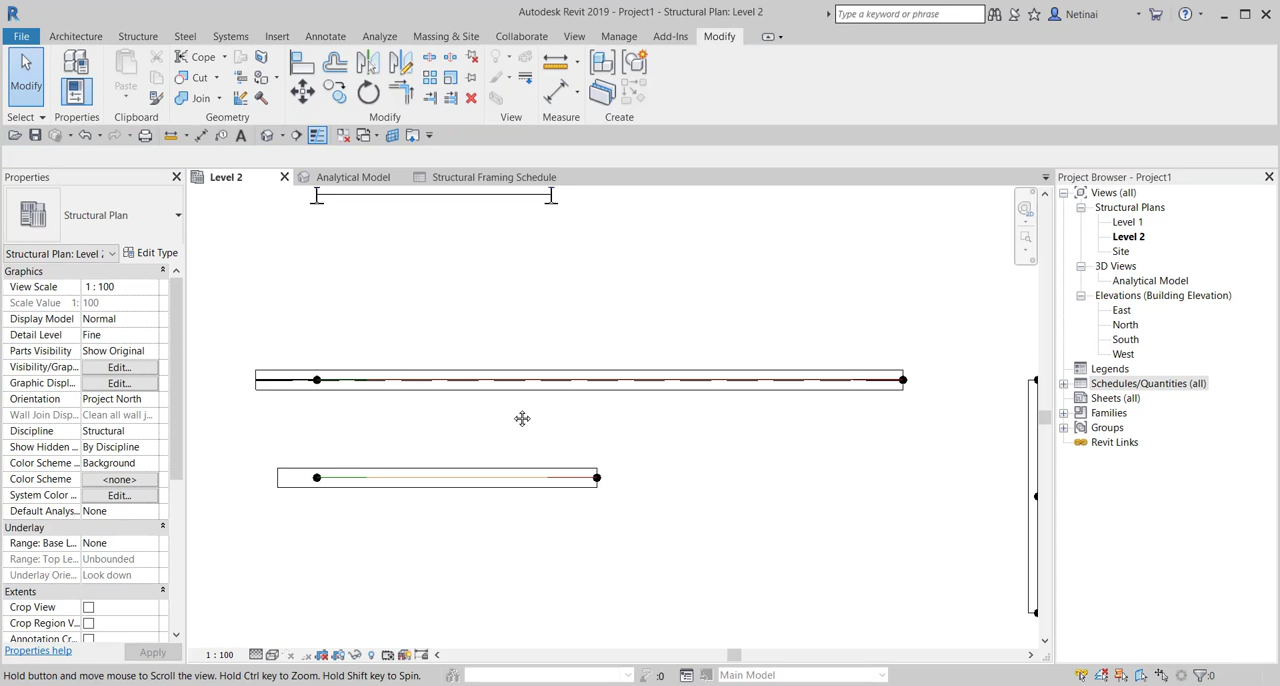 Autodesk Revit 2019 - Project1 - Structural Plan: Level 2
Type a keyword or phrase
Netinai
File Architecture Structure Steel Systems Insert Annotate Analyze Massing & Site Collaborate View Manage Add-Ins Modify
Modify
Paste
Cope
Cut
Join
Select Properties Clipboard Geometry Modify View Measure Create
Properties
Level 2
Analytical Model
Structural Framing Schedule
Project Browser - Project1
Structural Plan
Structural Plan: Level 2
Edit Type
Graphics
View Scale 1 : 100
Scale Value 1: 100
Display Model Normal
Detail Level Fine
Parts Visibility Show Original
Visibility/Grap... Edit...
Graphic Displ... Edit...
Orientation Project North
Wall Join Disp... Clean all wall j...
Discipline Structural
Show Hidden ... By Discipline
Color Scheme ... Background
Color Scheme <none>
System Color ... Edit...
Default Analys... None
Underlay
Range: Base L... None
Range: Top Le... Unbounded
Underlay Orie... Look down
Extents
Crop View
Crop Region V...
Annotation Cr...
Properties help
Apply
Views (all)
Structural Plans
Level 1
Level 2
Site
3D Views
Analytical Model
Elevations (Building Elevation)
East
North
South
West
Legends
Schedules/Quantities (all)
Sheets (all)
Families
Groups
Revit Links
1 : 100
Hold button and move mouse to Scroll the view. Hold Ctrl key to Zoom. Hold Shift key to Spin.
:0
Main Model
:0